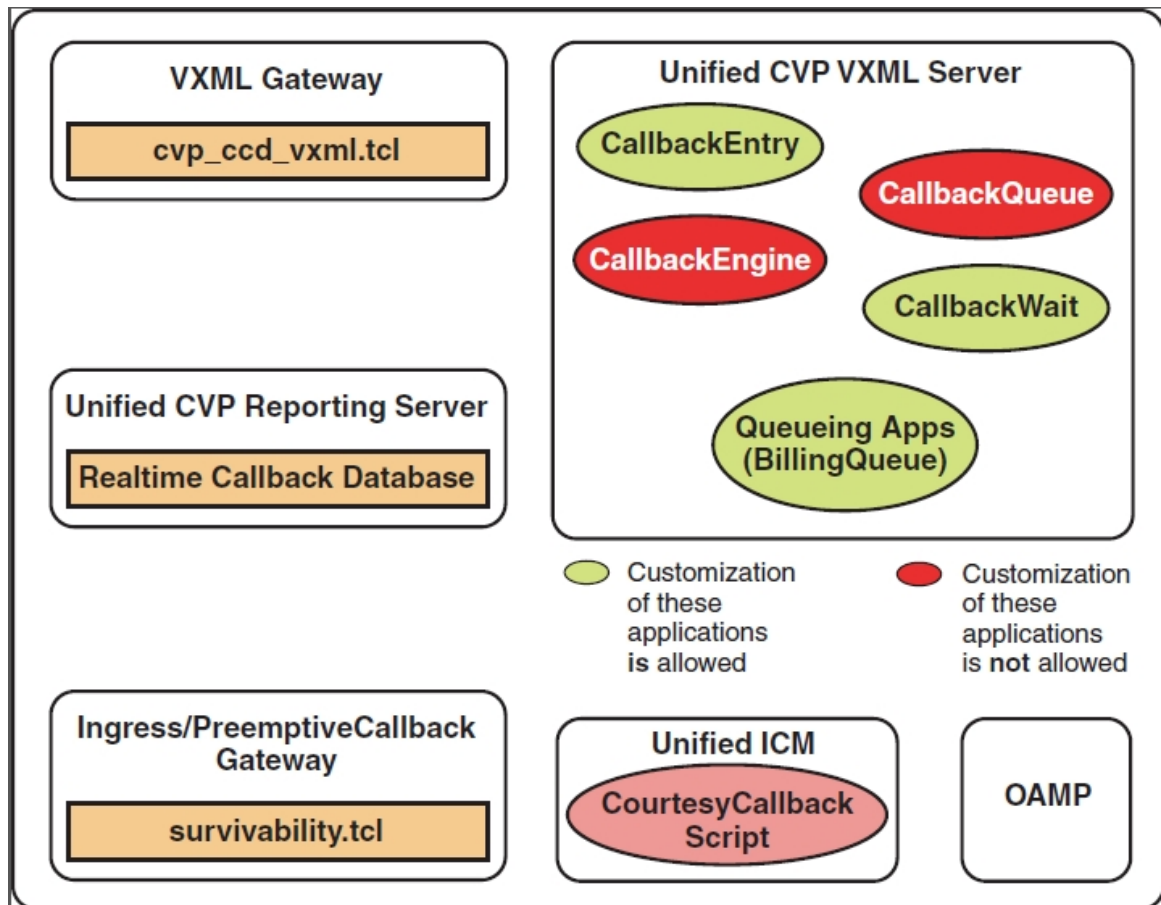 VXML Gateway
cvp_ccd_vxml.tcl
Unified CVP VXML Server
CallbackEntry
CallbackQueue
CallbackEngine
CallbackWait
Queueing Apps
(BillingQueue)
Unified CVP Reporting Server
Realtime Callback Database
Customization
of these
applications
is allowed
Customization
of these
applications
is not allowed
Ingress/PreemptiveCallback
Gateway
survivability.tcl
Unified ICM
CourtesyCallback
Script
OAMP